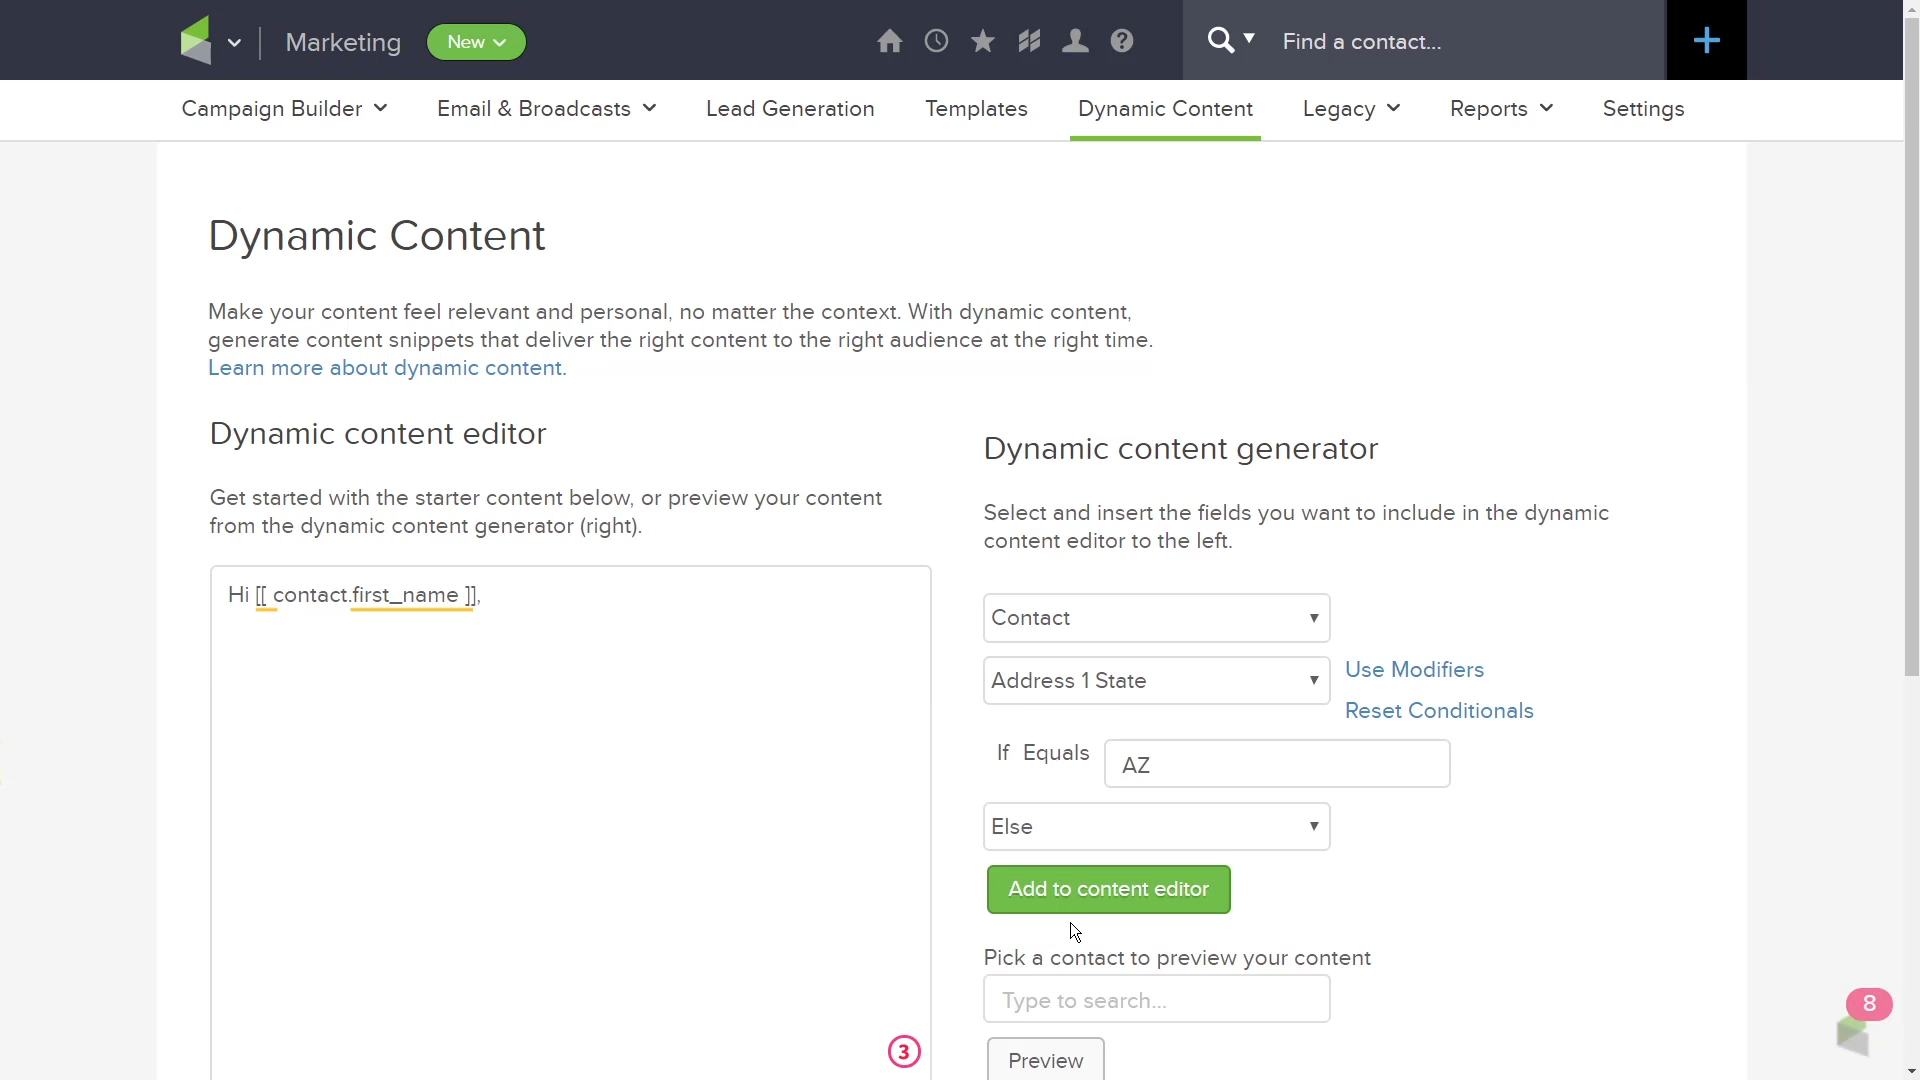 Marketing
New
Find a contact...
Campaign Builder
Email & Broadcasts
Lead Generation
Templates
Dynamic Content
Legacy
Reports
Settings
Dynamic Content
Make your content feel relevant and personal, no matter the context. With dynamic content,
generate content snippets that deliver the right content to the right audience at the right time.
Learn more about dynamic content.
Dynamic content editor
Get started with the starter content below, or preview your content
from the dynamic content generator (right).
Hi [[ contact.first_name ]],
3
Dynamic content generator
Select and insert the fields you want to include in the dynamic
content editor to the left.
Contact
Address 1 State
Use Modifiers
Reset Conditionals
If Equals AZ
Else
Add to content editor
Pick a contact to preview your content
Type to search...
Preview
8